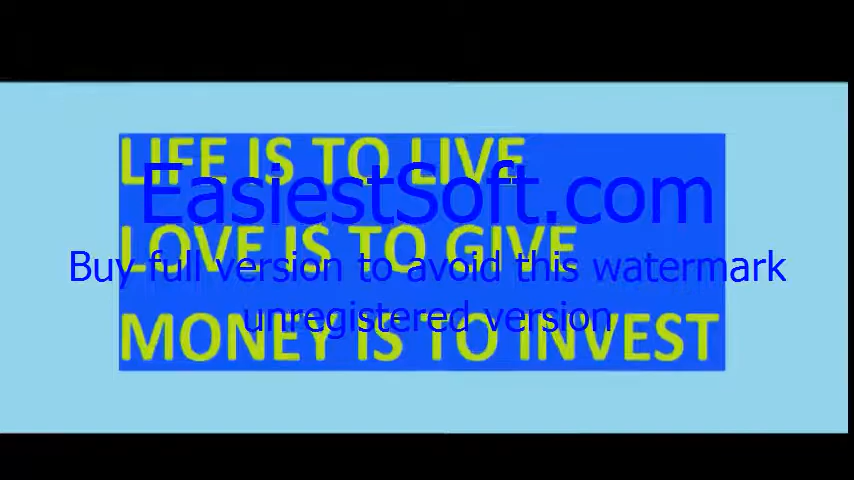 LIFE IS TO LIVE
EasiestSoft.com
LOVE IS TO GIVE
Buy full version to avoid this watermark
unregistered version
MONEY IS TO INVEST